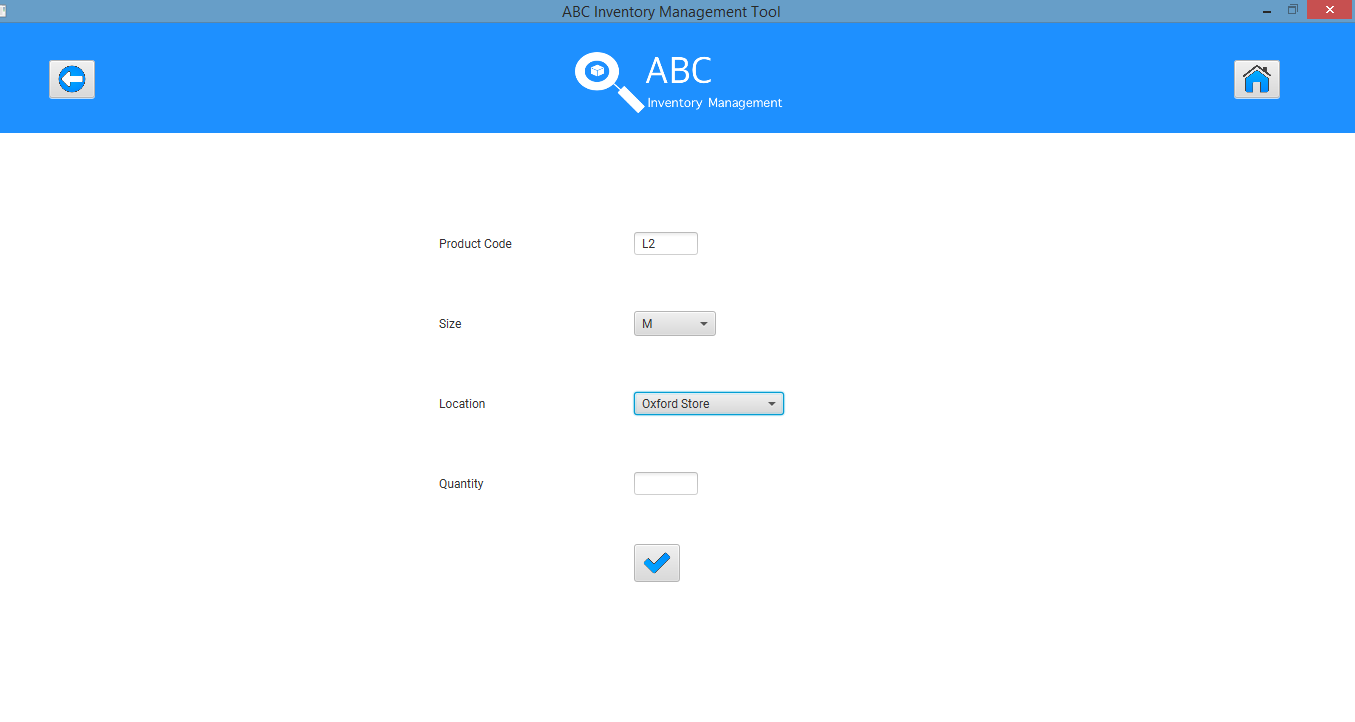 ABC Inventory Management Tool
ABC
Inventory Management
Product Code L2
Size M
Location Oxford Store
Quantity